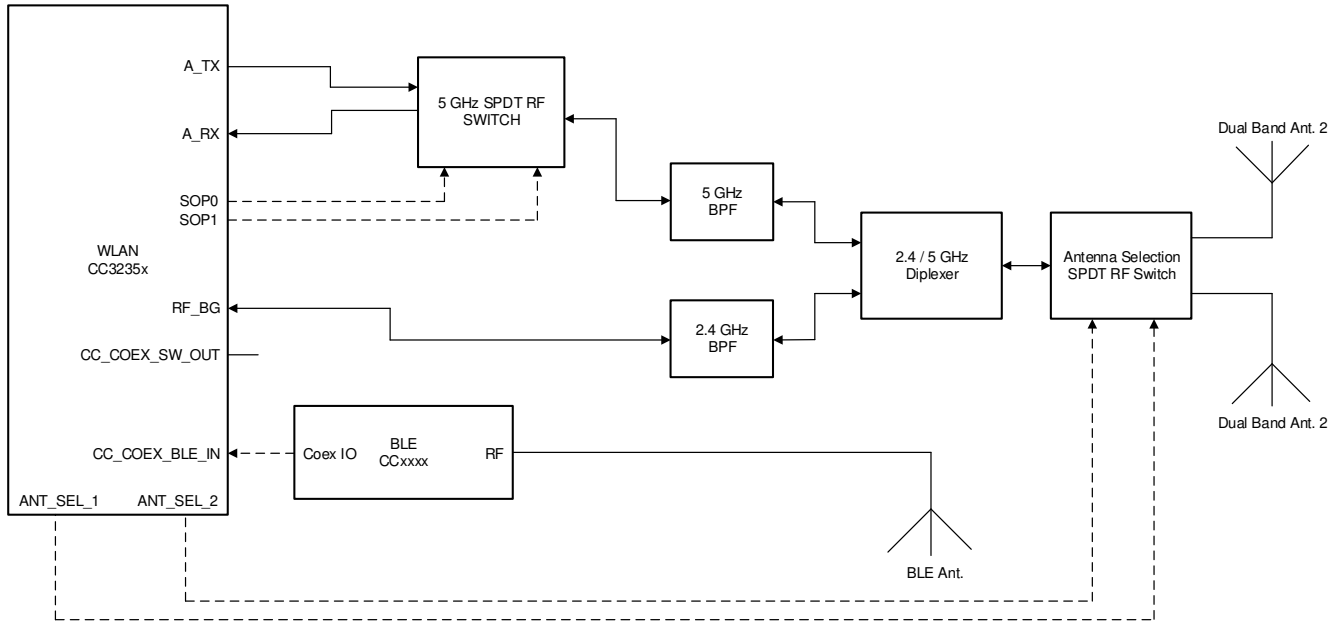 A_TX
A_RX
SOP0
SOP1
WLAN
CC3235x
RF_BG
CC_COEX_SW_OUT
CC_COEX_BLE_IN
ANT_SEL_1
ANT_SEL_2
5 GHz SPDT RF
SWITCH
5 GHz
BPF
2.4 GHz
BPF
2.4 / 5 GHz
Diplexer
Antenna Selection
SPDT RF Switch
Dual Band Ant. 2
Dual Band Ant. 2
Coex IO
BLE
CCxxxx
RF
BLE Ant.